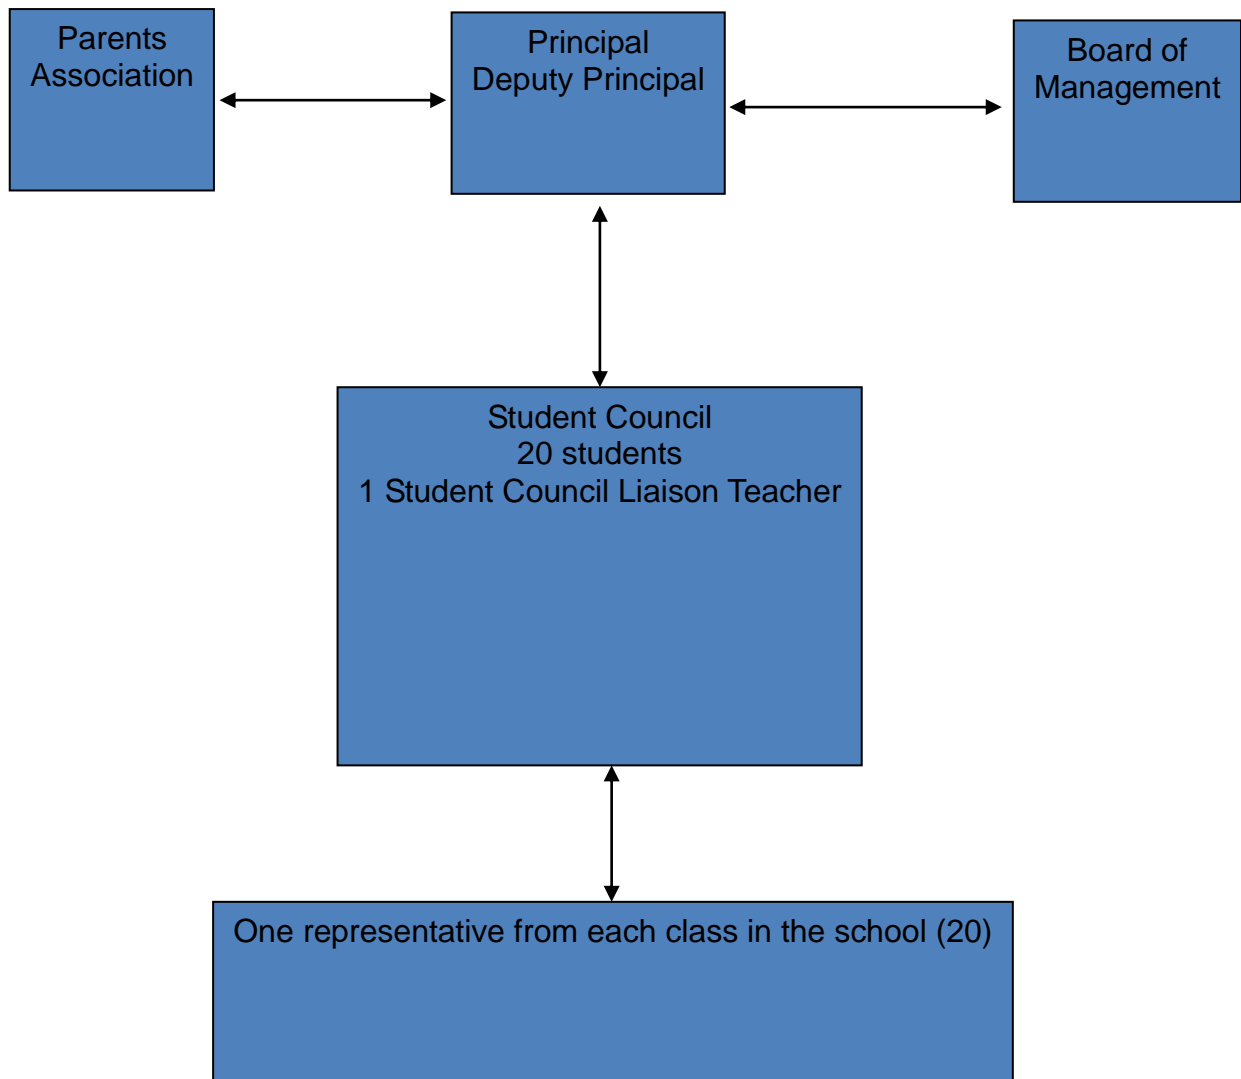 Parents
Association
Principal
Deputy Principal
Board of
Management
Student Council
20 students
1 Student Council Liaison Teacher
One representative from each class in the school (20)